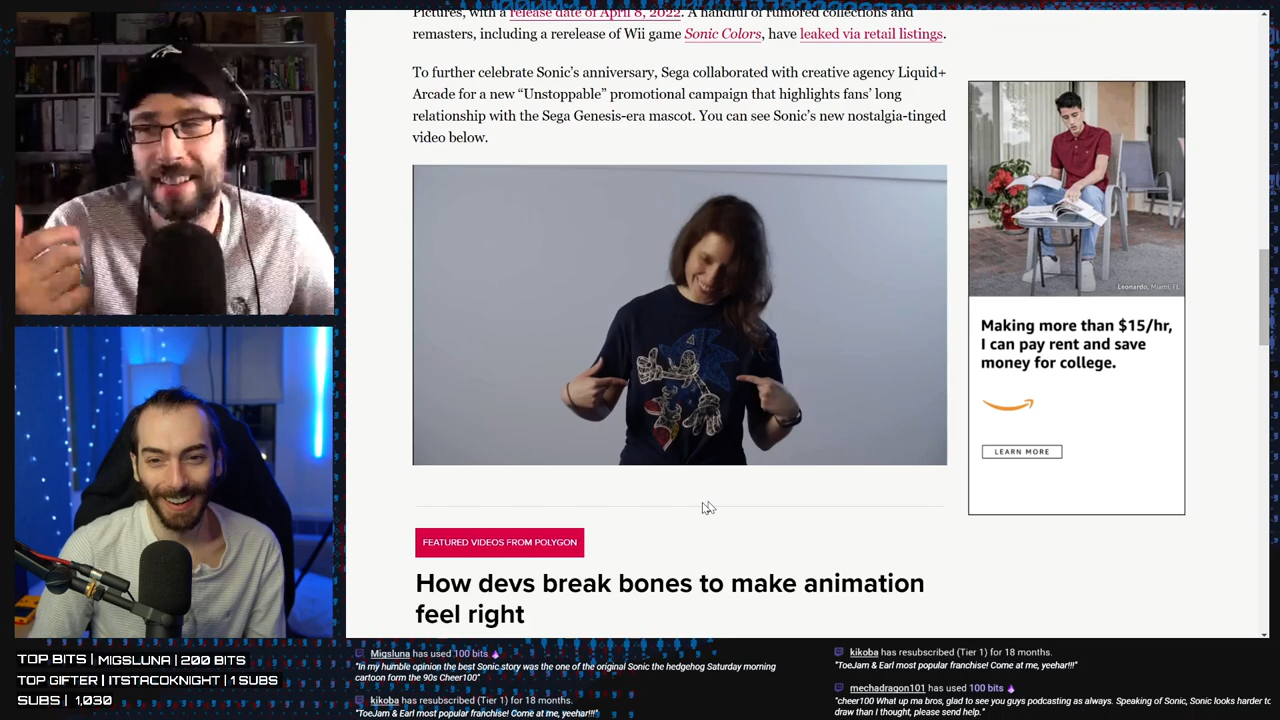 Pictures, with a release date of April 8, 2022. A handful of rumored collections and
remasters, including a rerelease of Wii game Sonic Colors, have leaked via retail listings.
To further celebrate Sonic’s anniversary, Sega collaborated with creative agency Liquid+
Arcade for a new “Unstoppable” promotional campaign that highlights fans’ long
relationship with the Sega Genesis-era mascot. You can see Sonic’s new nostalgia-tinged
video below.
Leonardo, Miami, FL
Making more than $15/hr,
I can pay rent and save
money for college.
LEARN MORE
FEATURED VIDEOS FROM POLYGON
How devs break bones to make animation
feel right
TOP BITS | MIGSLUNA | 200 BITS
TOP GIFTER | ITSTACOKNIGHT | 1 SUBS
SUBS | 1,030
Migsluna has used 100 bits
"In my humble opinion the best Sonic story was the one of the original Sonic the hedgehog Saturday morning
cartoon form the 90s Cheer100"
kikoba has resubscribed (Tier 1) for 18 months.
"ToeJam & Earl most popular franchise! Come at me, yeehar!!!"
kikoba has resubscribed (Tier 1) for 18 months.
"ToeJam & Earl most popular franchise! Come at me, yeehar!!!"
mechadragon101 has used 100 bits
"cheer100 What up ma bros, glad to see you guys podcasting as always. Speaking of Sonic, Sonic looks harder to
draw than I thought, please send help."